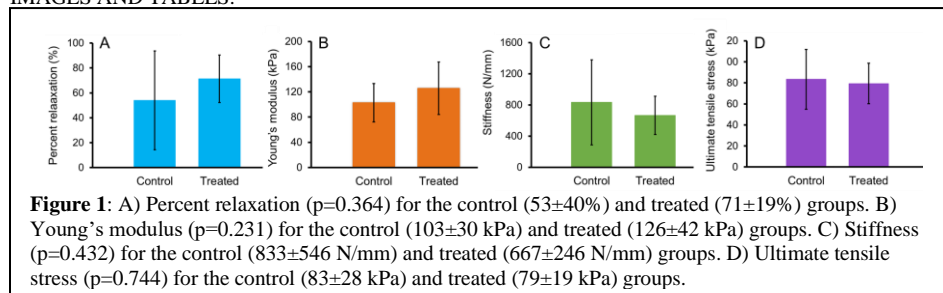 IMAGES AND TABLES:
A
Percent relaaxation (%)
100
80
60
40
20
0
Control Treated
B
Young's modulus (kPa)
200
160
120
80
40
0
Control Treated
C
Stiffness (N/mm)
1600
1200
800
400
0
Control Treated
D
Ultimate tensile stress (kPa)
20
00
80
60
40
20
0
Control Treated
Figure 1: A) Percent relaxation (p=0.364) for the control (53±40%) and treated (71±19%) groups. B)
Young’s modulus (p=0.231) for the control (103±30 kPa) and treated (126±42 kPa) groups. C) Stiffness
(p=0.432) for the control (833±546 N/mm) and treated (667±246 N/mm) groups. D) Ultimate tensile
stress (p=0.744) for the control (83±28 kPa) and treated (79±19 kPa) groups.